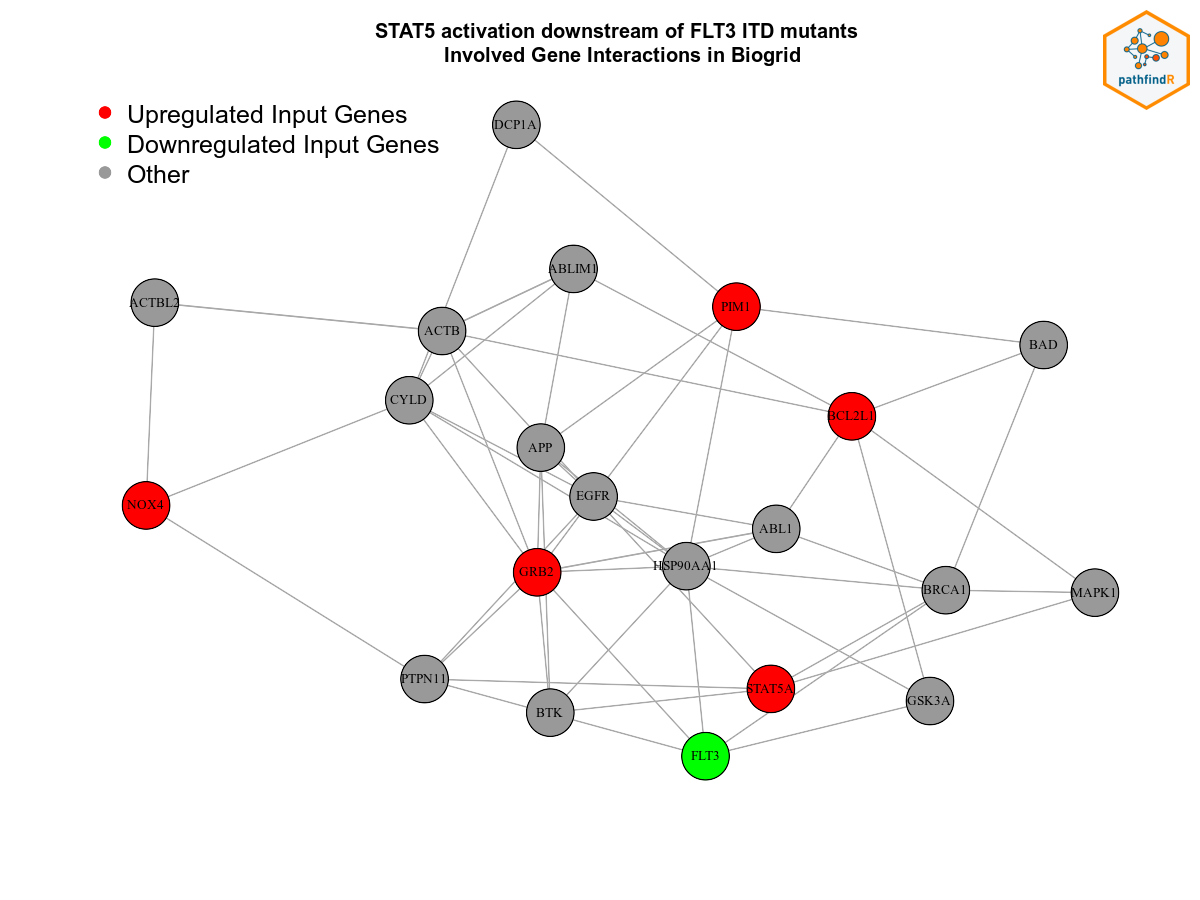 STAT5 activation downstream of FLT3 ITD mutants
Involved Gene Interactions in Biogrid
pathfindR
Upregulated Input Genes
Downregulated Input Genes
Other
DCP1A
ABLIM1
ACTBL2
PIM1
ACTB
BAD
CYLD
BCL2L1
APP
EGFR
NOX4
ABL1
HSP90AA1
GRB2
BRCA1
MAPK1
PTPN11
STAT5A
GSK3A
BTK
FLT3